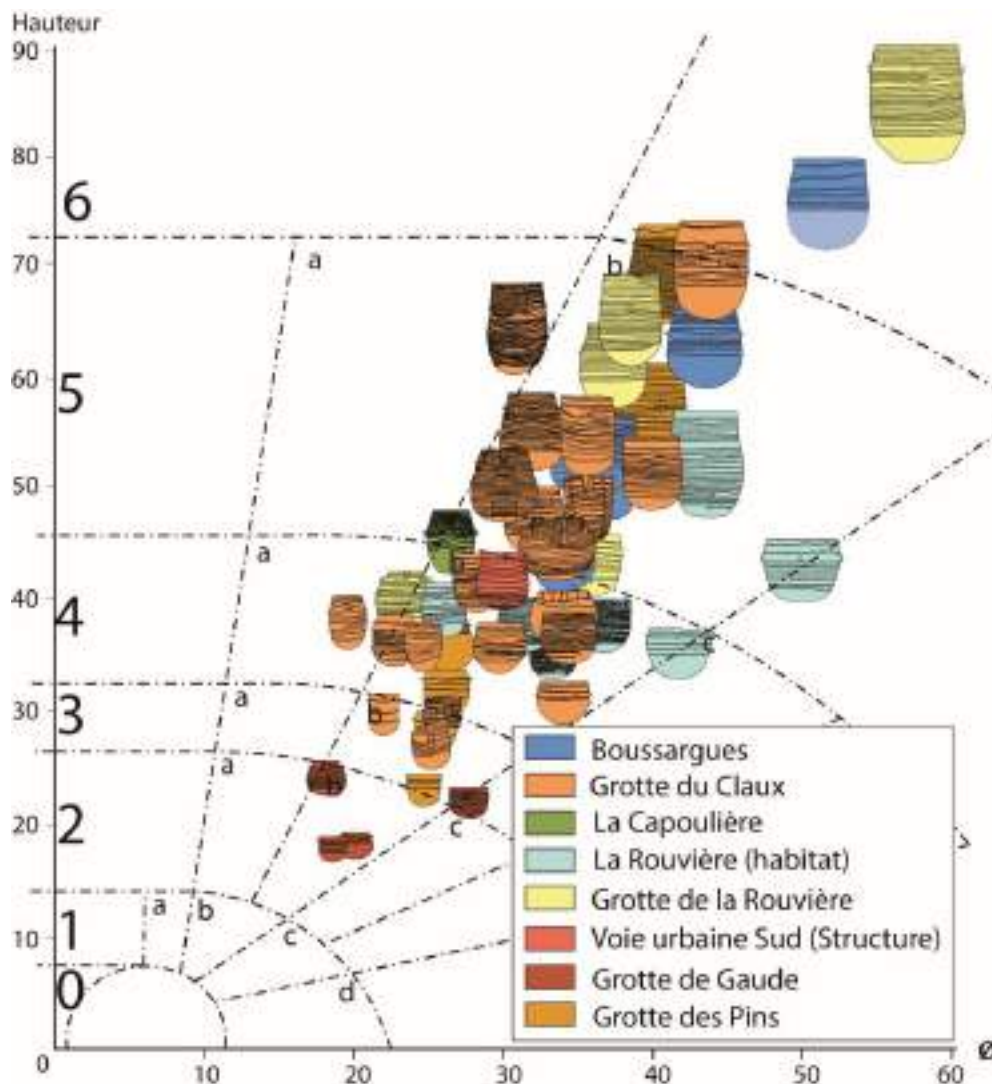 Hauteur
90
80
6
a
b
70
5
60
50
a
40
4
c
a
3
30
b
a
2
20
c
1
a
b
c
10
0
d
0
10
20
30
40
50
60
Ø
Boussargues
Grotte du Claux
La Capoulière
La Rouvière (habitat)
Grotte de la Rouvière
Voie urbaine Sud (Structure)
Grotte de Gaude
Grotte des Pins